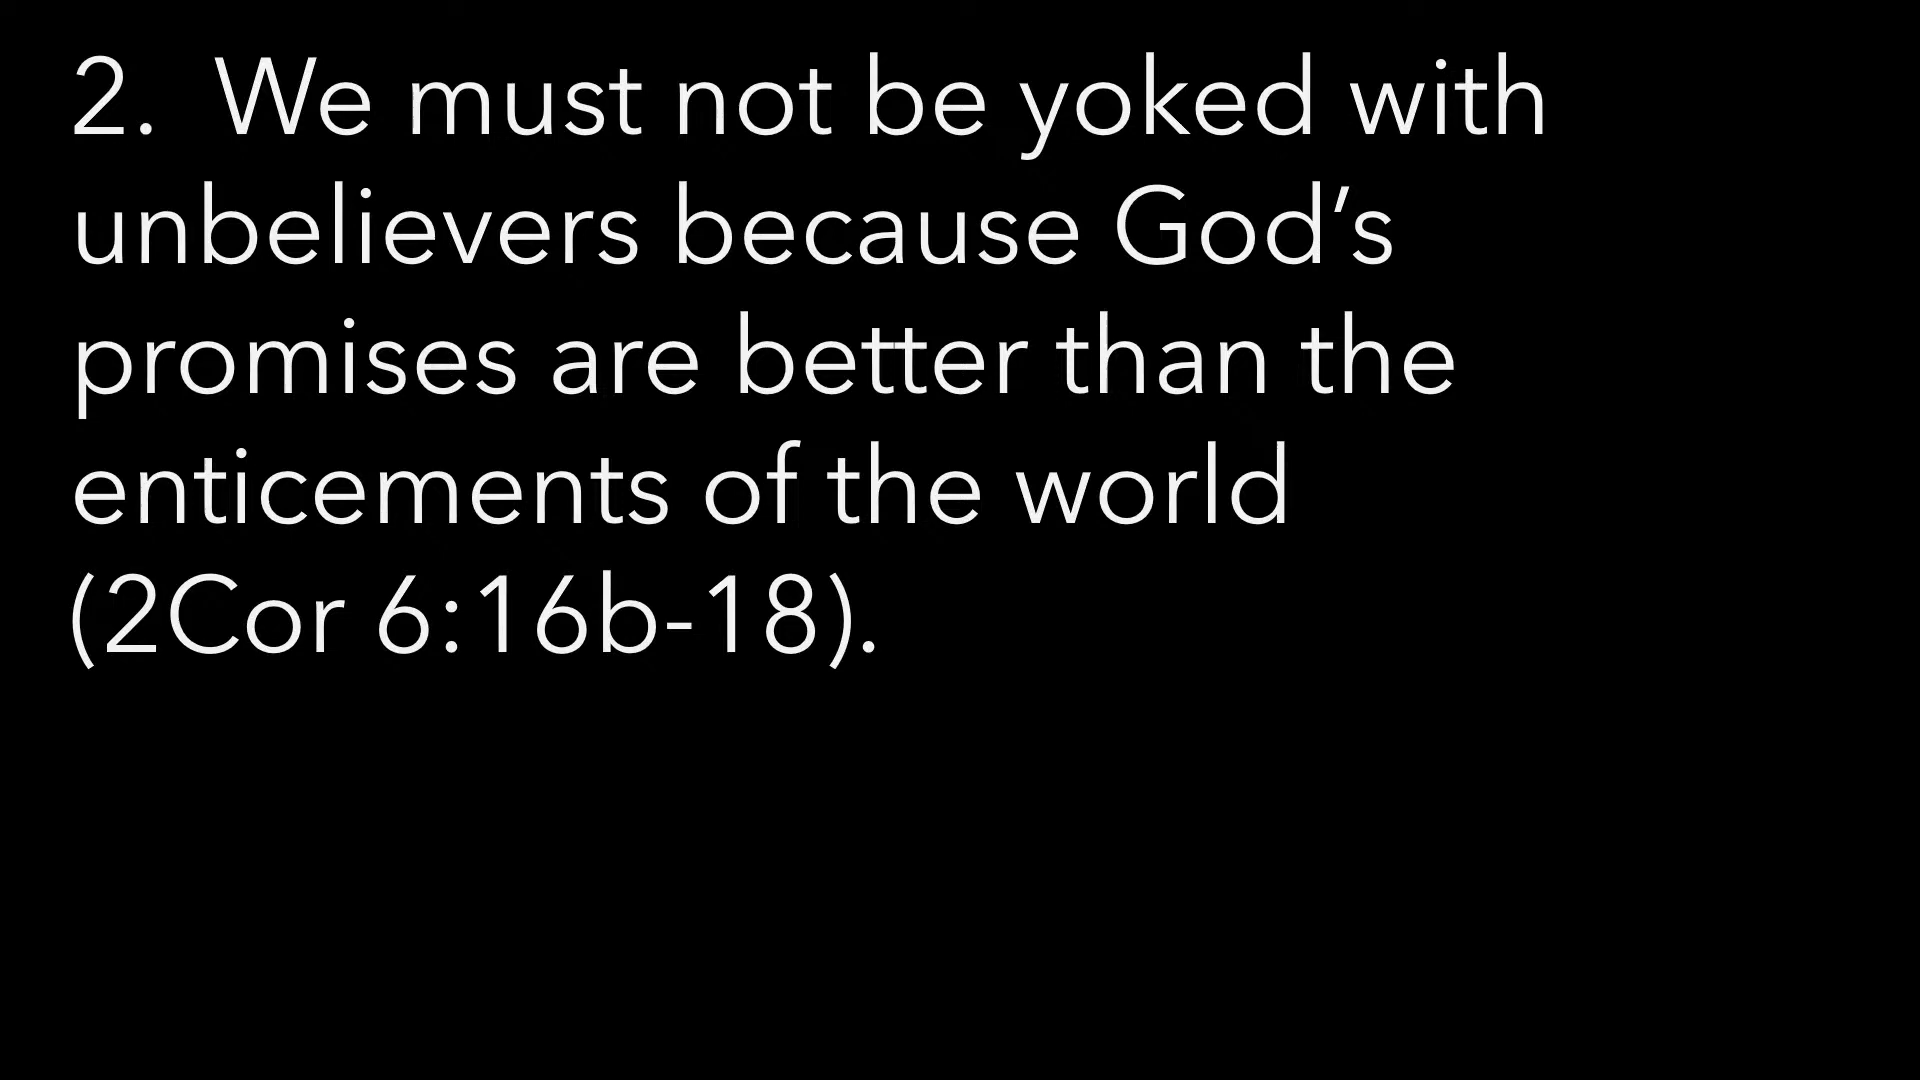 2.  We must not be yoked with
unbelievers because God’s
promises are better than the
enticements of the world
(2Cor 6:16b-18).